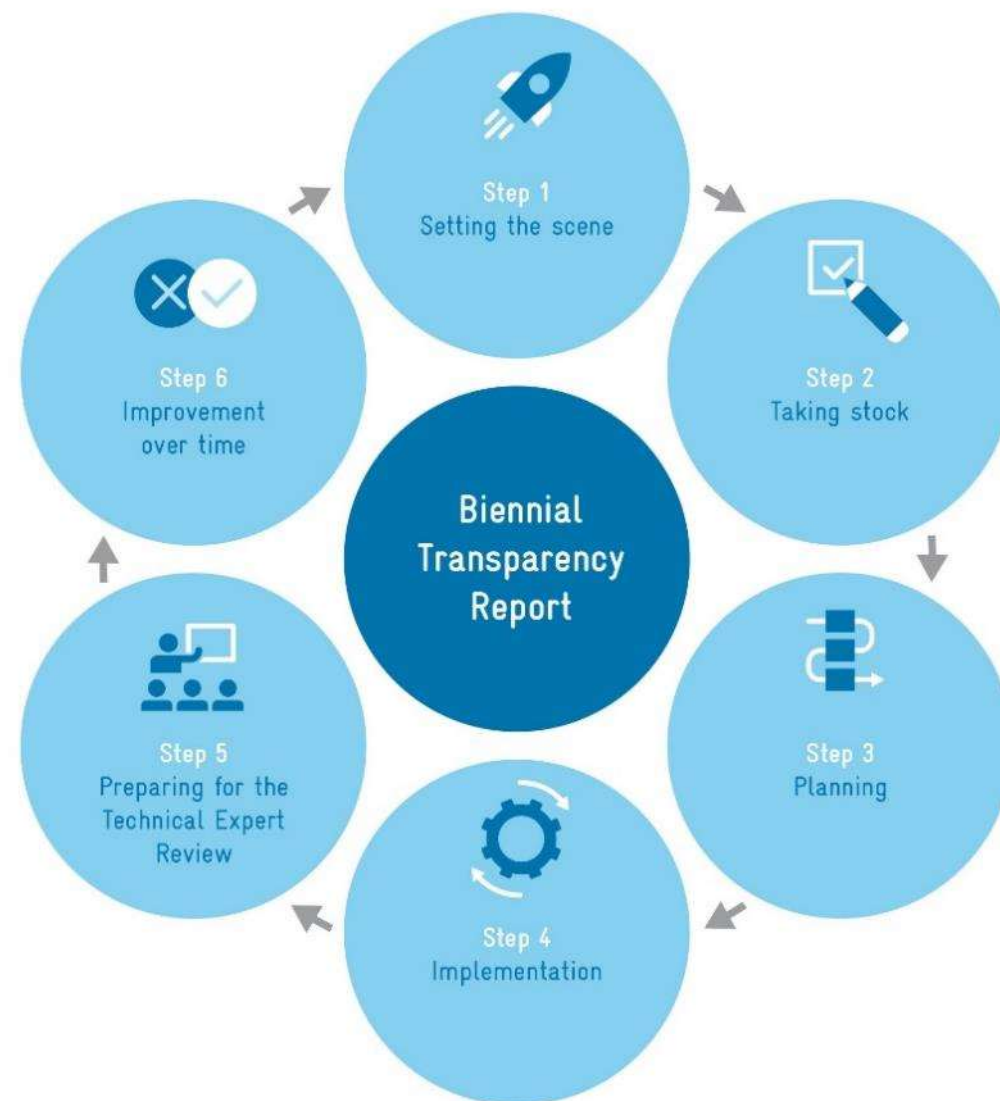 Step 1
Setting the scene
Step 2
Taking stock
Step 3
Planning
Step 4
Implementation
Step 5
Preparing for the
Technical Expert
Review
Step 6
Improvement
over time
Biennial
Transparency
Report